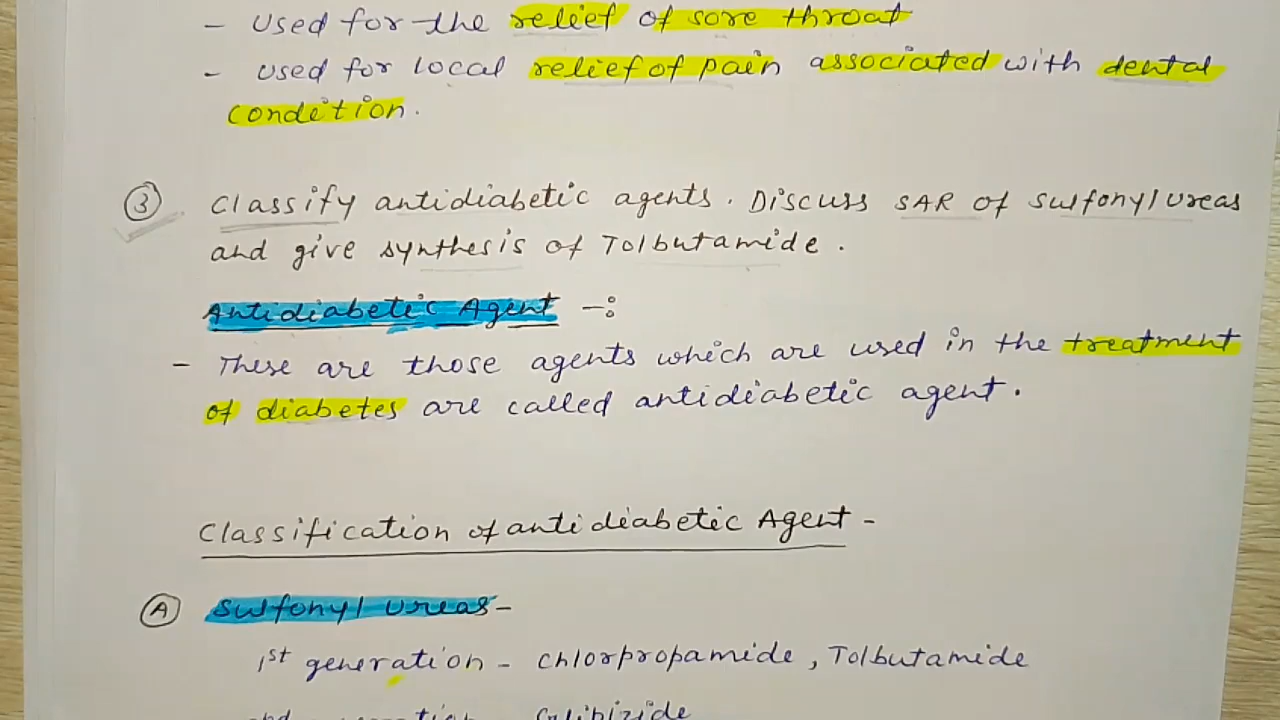 - Used for the relief of sore throat
- Used for local relief of pain associated with dental
condition.
③ Classify antidiabetic agents. Discuss SAR of sulfonyl ureas
and give synthesis of Tolbutamide.
Antidiabetic Agent -:
- These are those agents which are used in the treatment
of diabetes are called antidiabetic agent.
Classification of antidiabetic Agent -
Ⓐ Sulfonyl ureas-
1st generation - Chlorpropamide, Tolbutamide